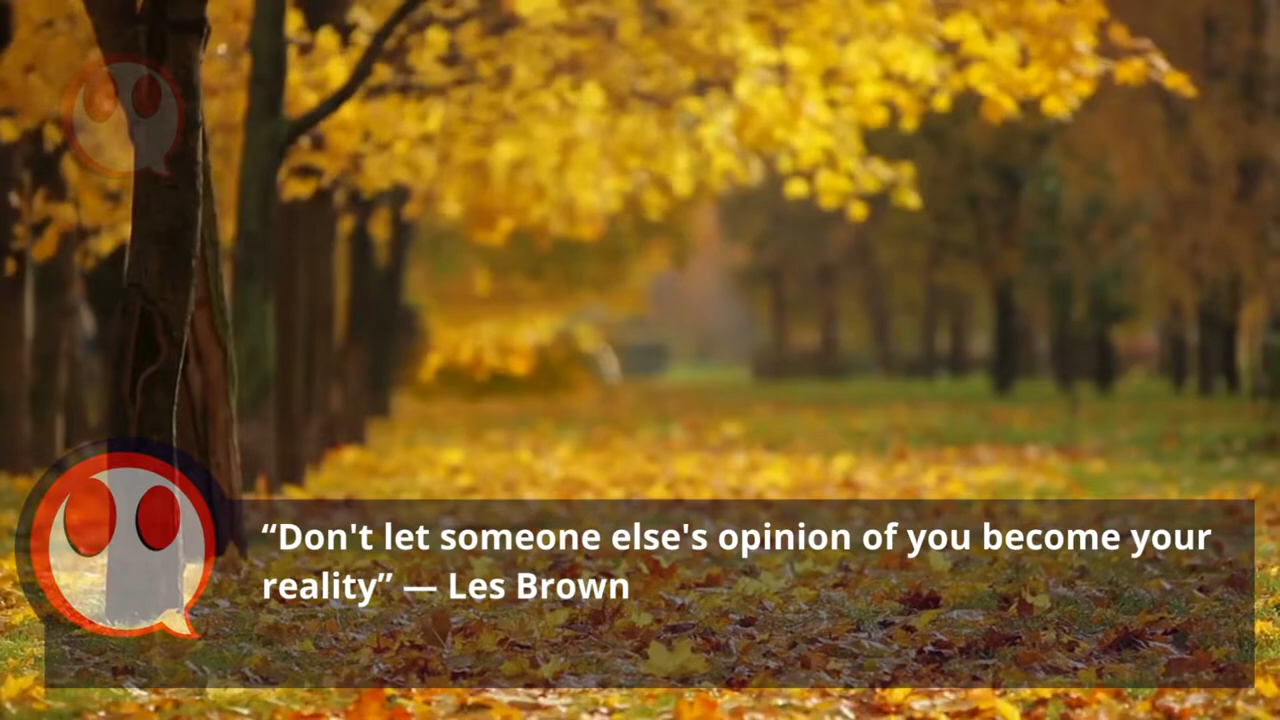 “Don't let someone else's opinion of you become your
reality” — Les Brown